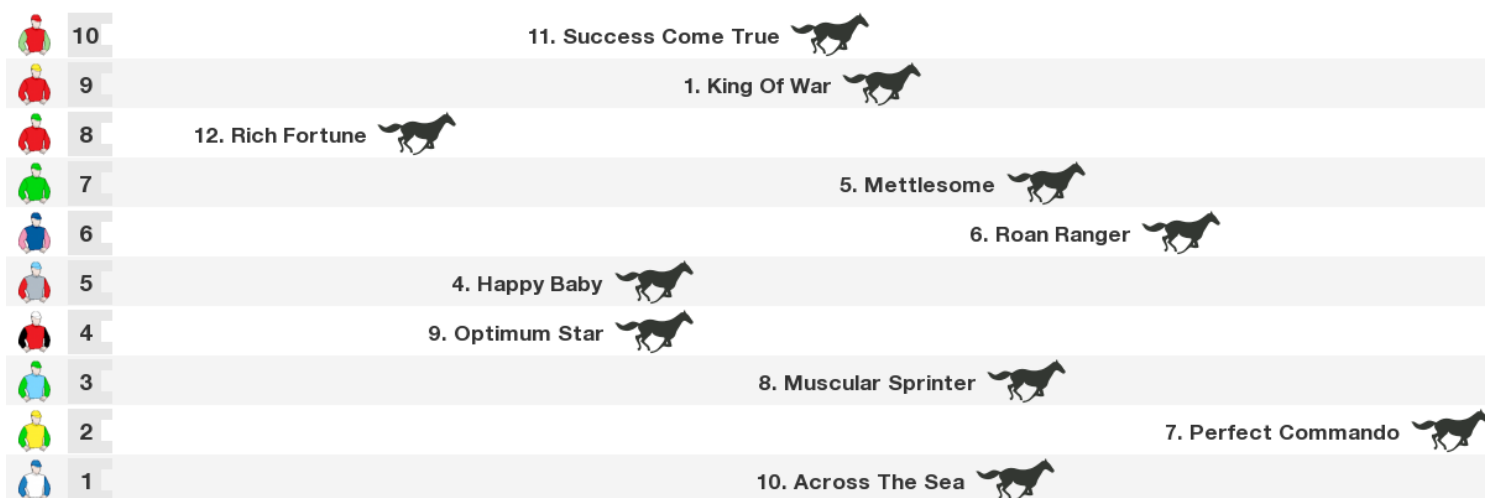 10 11. Success Come True
9 1. King Of War
8 12. Rich Fortune
7 5. Mettlesome
6 6. Roan Ranger
5 4. Happy Baby
4 9. Optimum Star
3 8. Muscular Sprinter
2 7. Perfect Commando
1 10. Across The Sea